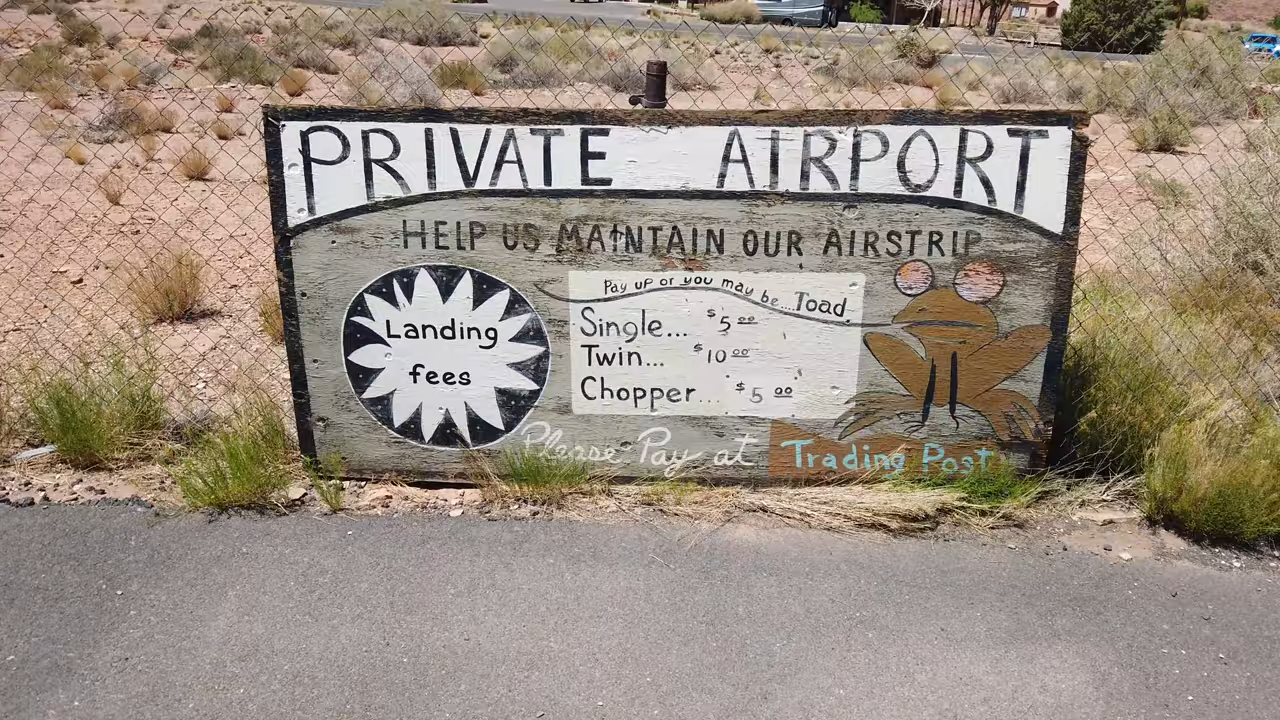 PRIVATE AIRPORT
HELP US MAINTAIN OUR AIRSTRIP
Landing
fees
Pay up or you may be...Toad.
Single... $5 00
Twin... $10 00
Chopper... $5 00
Please Pay at Trading Post